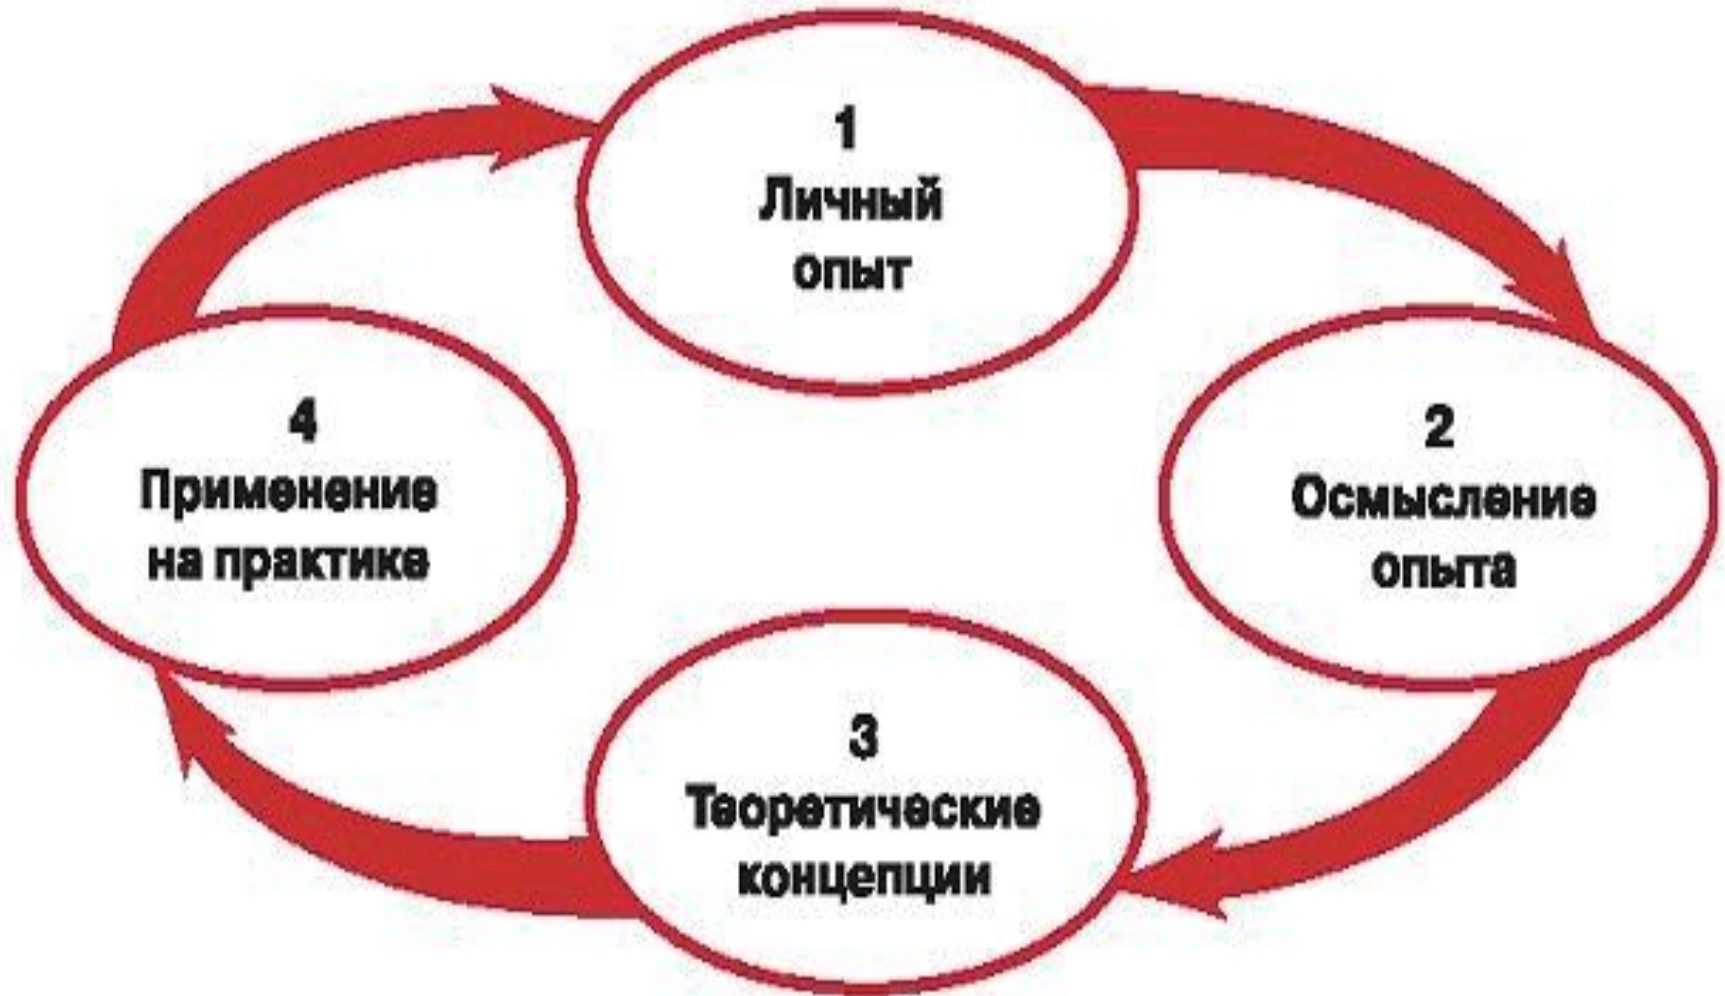 1
Личный
опыт
2
Осмысление
опыта
3
Теоретические
концепции
4
Применение
на практике